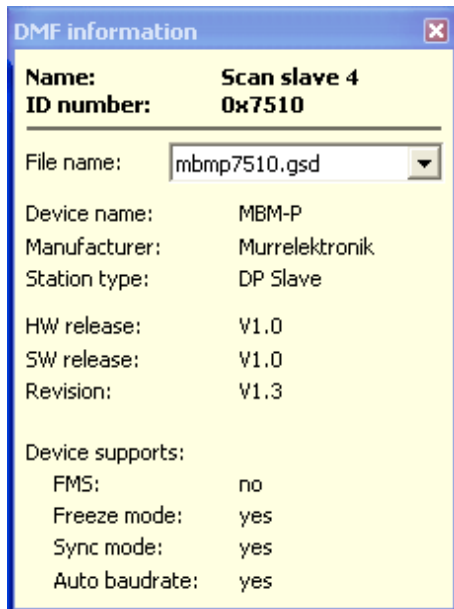 DMF information
Name: Scan slave 4
ID number: 0x7510
File name: mbmp7510.gsd
Device name: MBM-P
Manufacturer: Murrelektronik
Station type: DP Slave
HW release: V1.0
SW release: V1.0
Revision: V1.3
Device supports:
FMS: no
Freeze mode: yes
Sync mode: yes
Auto baudrate: yes